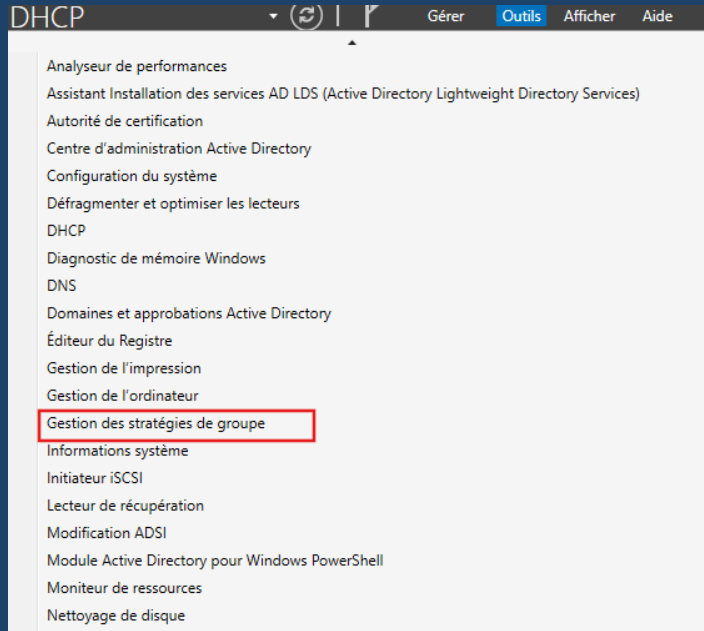 DHCP Gérer Outils Afficher Aide
Analyseur de performances
Assistant Installation des services AD LDS (Active Directory Lightweight Directory Services)
Autorité de certification
Centre d'administration Active Directory
Configuration du système
Défragmenter et optimiser les lecteurs
DHCP
Diagnostic de mémoire Windows
DNS
Domaines et approbations Active Directory
Éditeur du Registre
Gestion de l'impression
Gestion de l'ordinateur
Gestion des stratégies de groupe
Informations système
Initiateur iSCSI
Lecteur de récupération
Modification ADSI
Module Active Directory pour Windows PowerShell
Moniteur de ressources
Nettoyage de disque